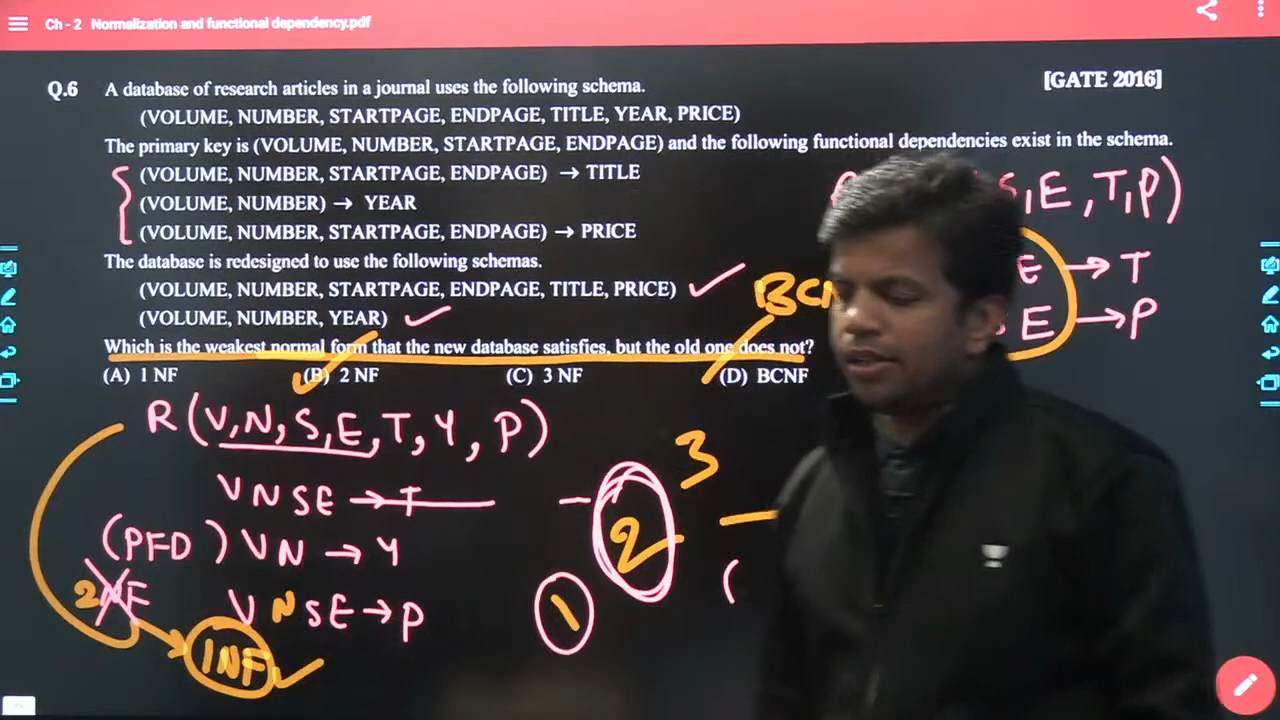 Ch - 2 Normalization and functional dependency.pdf
Q.6 A database of research articles in a journal uses the following schema. [GATE 2016]
(VOLUME, NUMBER, STARTPAGE, ENDPAGE, TITLE, YEAR, PRICE)
The primary key is (VOLUME, NUMBER, STARTPAGE, ENDPAGE) and the following functional dependencies exist in the schema.
(VOLUME, NUMBER, STARTPAGE, ENDPAGE) → TITLE
(VOLUME, NUMBER) → YEAR
(VOLUME, NUMBER, STARTPAGE, ENDPAGE) → PRICE
The database is redesigned to use the following schemas.
(VOLUME, NUMBER, STARTPAGE, ENDPAGE, TITLE, PRICE)
(VOLUME, NUMBER, YEAR)
Which is the weakest normal form that the new database satisfies, but the old one does not?
(A) 1 NF (B) 2 NF (C) 3 NF (D) BCNF
S,E,T,P)
E → T
S E → P
BCN
R(V,N,S,E,T,Y,P)
VNSE → T
(PFD) VN → Y
2NF VNSE → P
1NF
1
2
3
(